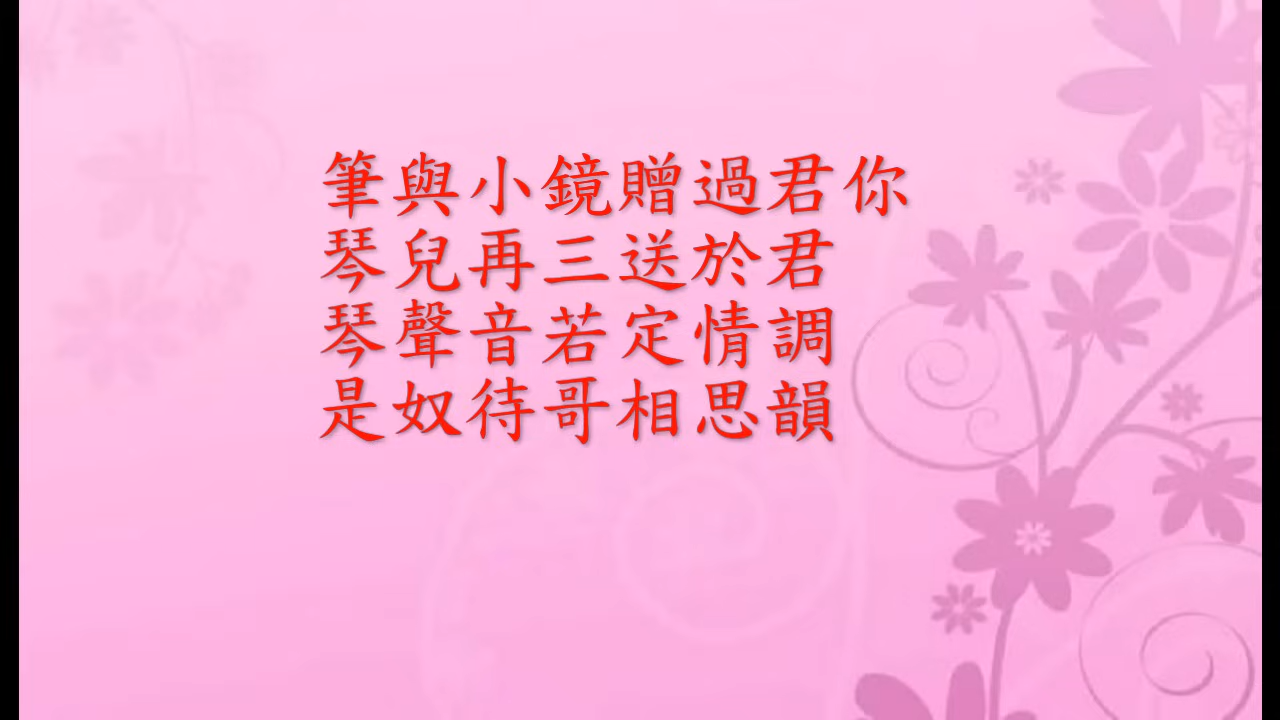 筆與小鏡贈過君你
琴兒再三送於君
琴聲音若定情調
是奴待哥相思韻